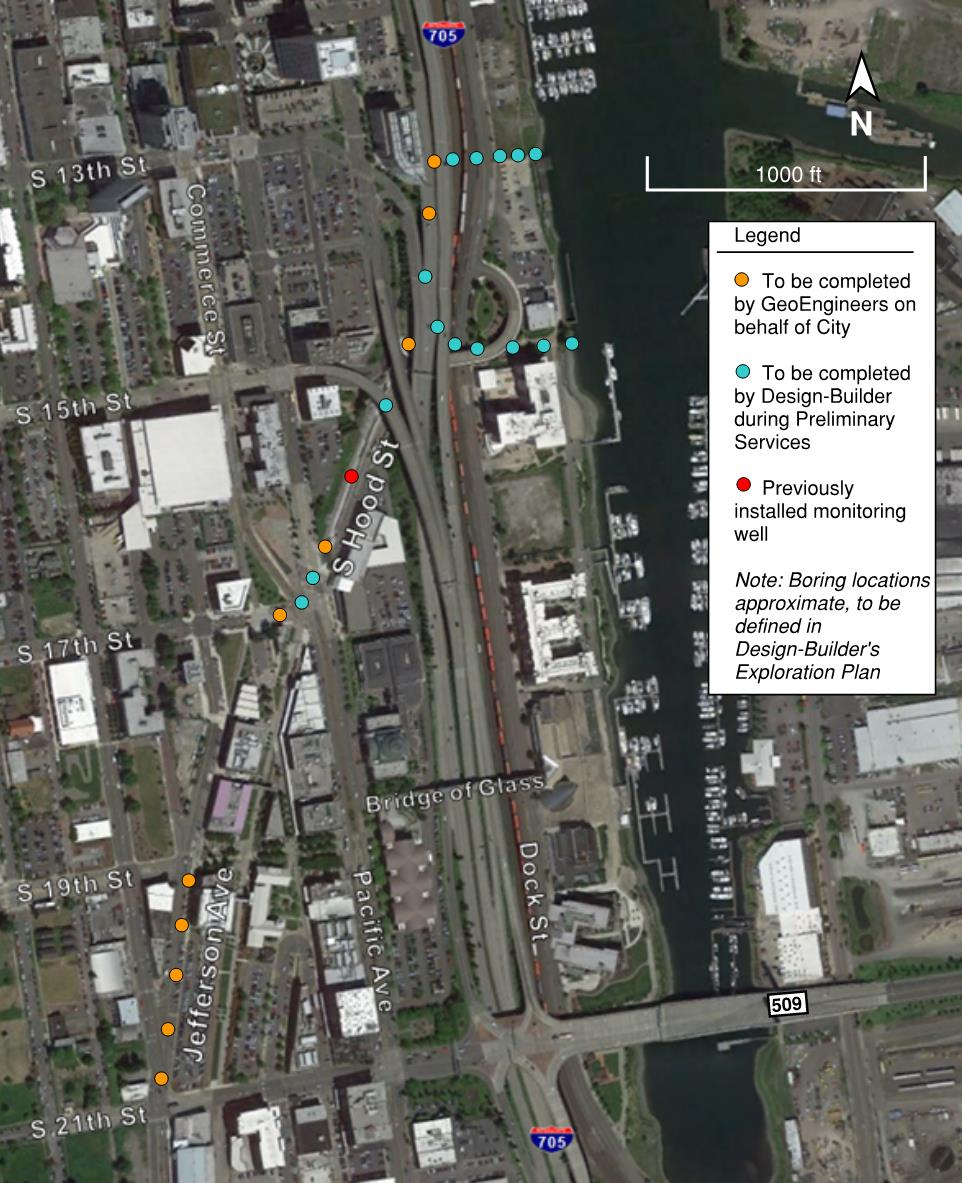 705
N
1000 ft
S 13th St
Commerce St
Legend
To be completed
by GeoEngineers on
behalf of City
To be completed
by Design-Builder
during Preliminary
Services
Previously
installed monitoring
well
Note: Boring locations
approximate, to be
defined in
Design-Builder's
Exploration Plan
S 15th St
S Hood St
S 17th St
Bridge of Glass
S 19th St
Jefferson Ave
Pacific Ave
Dock St
509
S 21th St
705